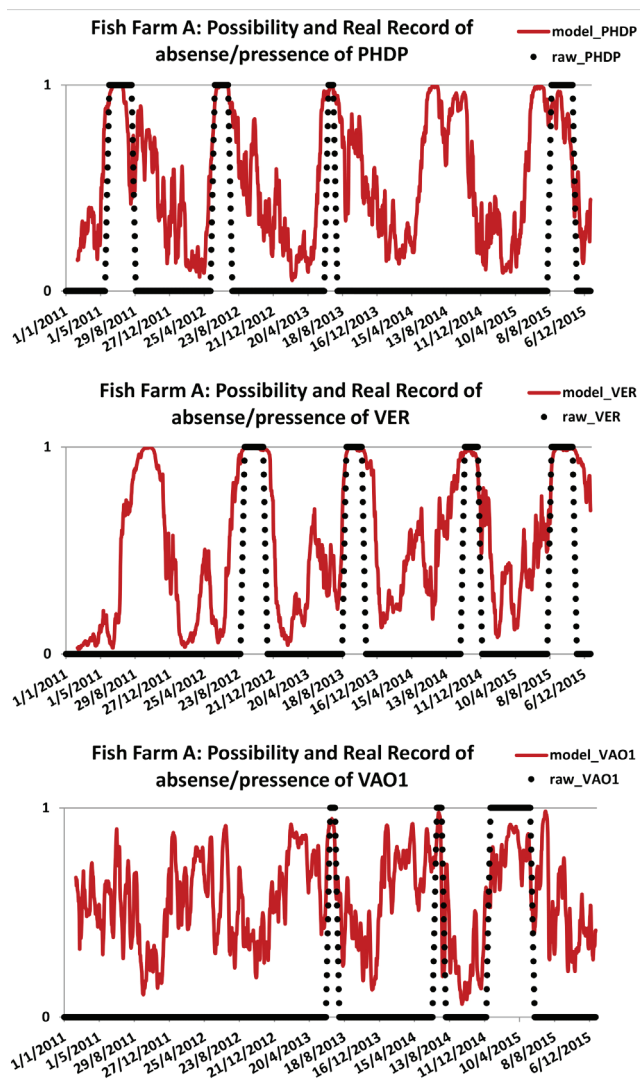 Fish Farm A: Possibility and Real Record of
absense/pressence of PHDP
model_PHDP
raw_PHDP
1
0
1/1/2011 1/5/2011 29/8/2011 27/12/2011 25/4/2012 23/8/2012 21/12/2012 20/4/2013 18/8/2013 16/12/2013 15/4/2014 13/8/2014 11/12/2014 10/4/2015 8/8/2015 6/12/2015
Fish Farm A: Possibility and Real Record of
absense/pressence of VER
model_VER
raw_VER
1
0
1/1/2011 1/5/2011 29/8/2011 27/12/2011 25/4/2012 23/8/2012 21/12/2012 20/4/2013 18/8/2013 16/12/2013 15/4/2014 13/8/2014 11/12/2014 10/4/2015 8/8/2015 6/12/2015
Fish Farm A: Possibility and Real Record of
absense/pressence of VAO1
model_VAO1
raw_VAO1
1
0
1/1/2011 1/5/2011 29/8/2011 27/12/2011 25/4/2012 23/8/2012 21/12/2012 20/4/2013 18/8/2013 16/12/2013 15/4/2014 13/8/2014 11/12/2014 10/4/2015 8/8/2015 6/12/2015